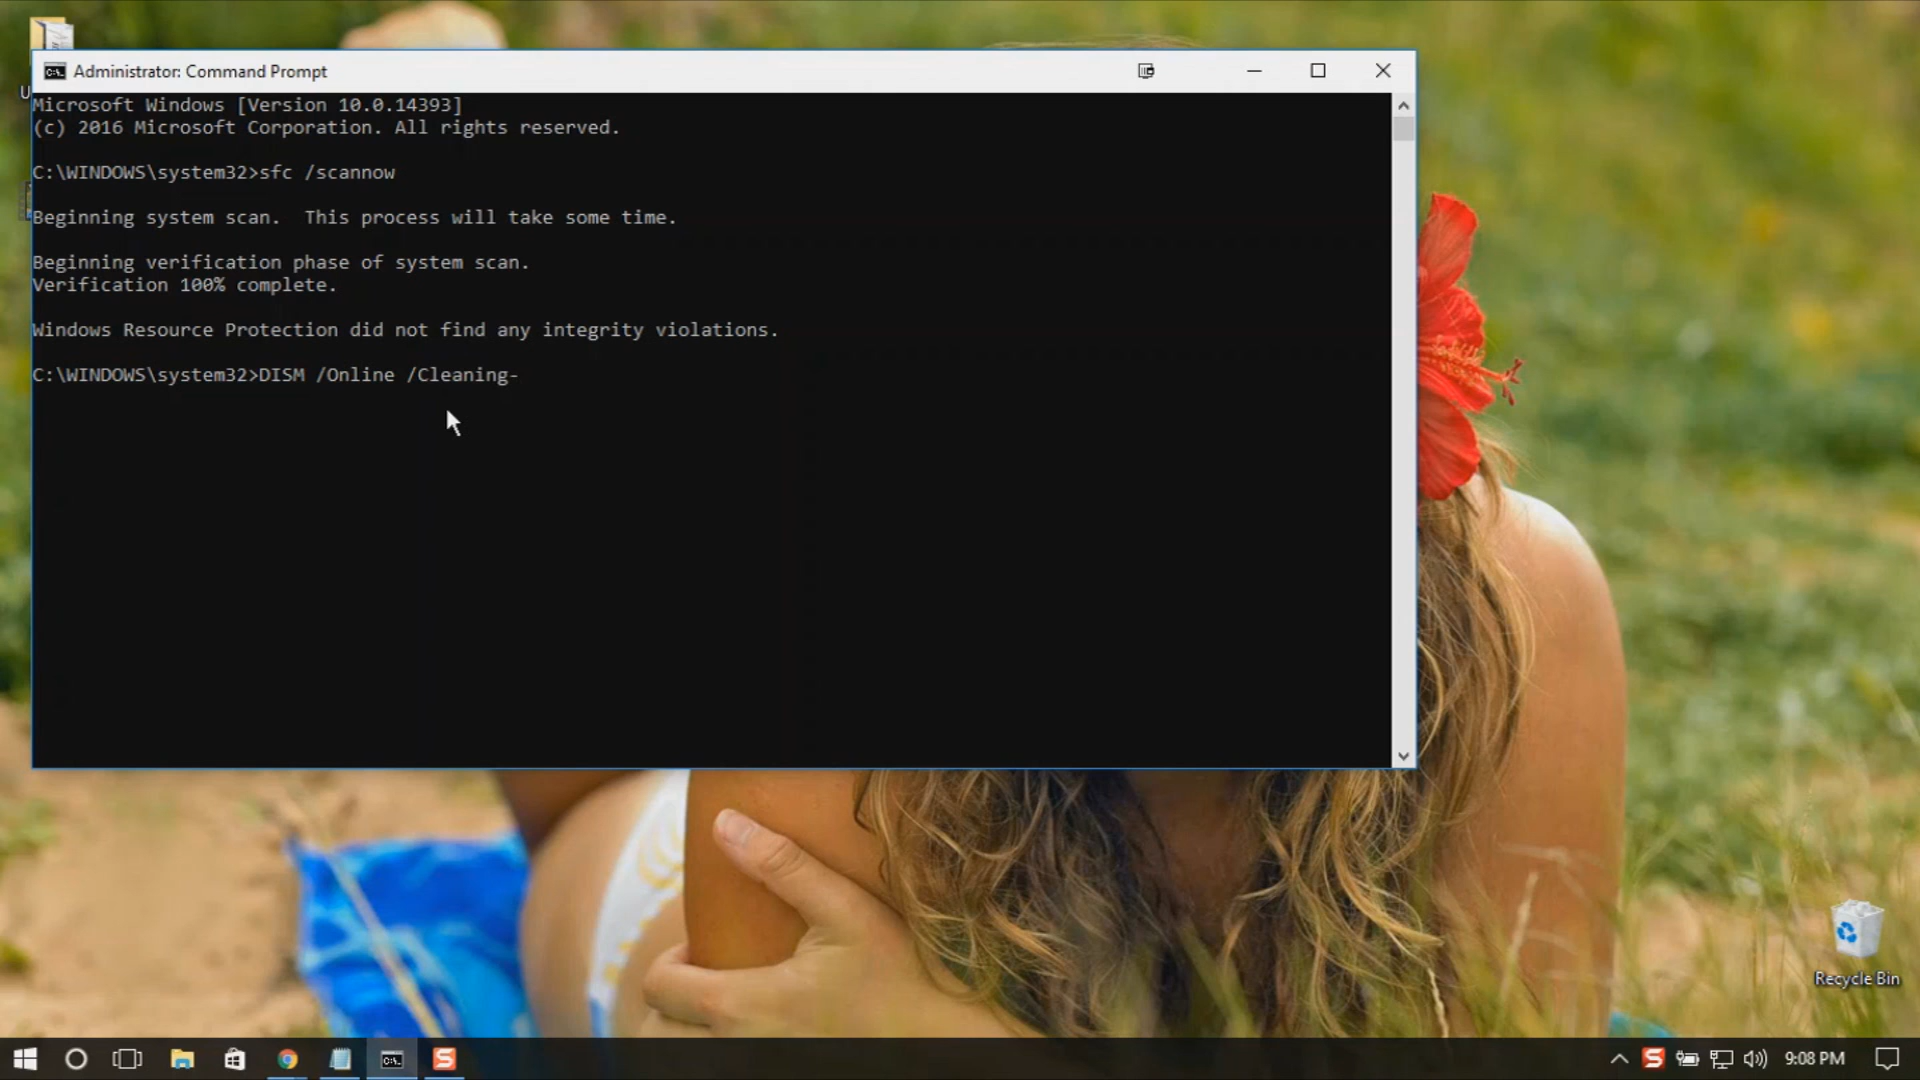 Administrator: Command Prompt
U
Microsoft Windows [Version 10.0.14393]
(c) 2016 Microsoft Corporation. All rights reserved.
C:\WINDOWS\system32>sfc /scannow
Beginning system scan.  This process will take some time.
Beginning verification phase of system scan.
Verification 100% complete.
Windows Resource Protection did not find any integrity violations.
C:\WINDOWS\system32>DISM /Online /Cleaning-
Recycle Bin
9:08 PM